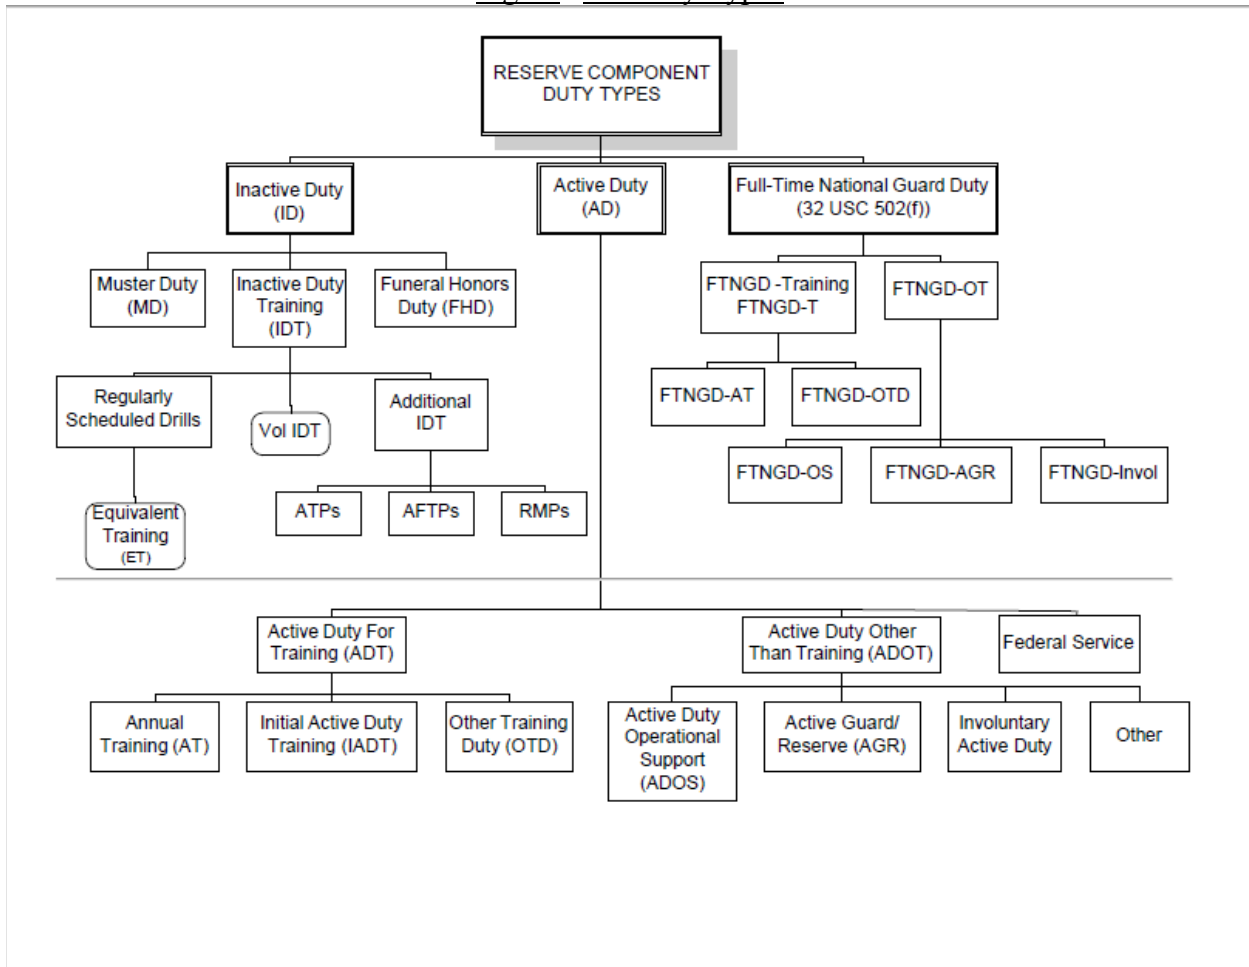 RESERVE COMPONENT
DUTY TYPES
Inactive Duty
(ID)
Active Duty
(AD)
Full-Time National Guard Duty
(32 USC 502(f))
Muster Duty
(MD)
Inactive Duty
Training
(IDT)
Funeral Honors
Duty (FHD)
FTNGD -Training
FTNGD-T
FTNGD-OT
Regularly
Scheduled Drills
Vol IDT
Additional
IDT
FTNGD-AT
FTNGD-OTD
FTNGD-OS
FTNGD-AGR
FTNGD-Invol
Equivalent
Training
(ET)
ATPs
AFTPs
RMPs
Active Duty For
Training (ADT)
Active Duty Other
Than Training (ADOT)
Federal Service
Annual
Training (AT)
Initial Active Duty
Training (IADT)
Other Training
Duty (OTD)
Active Duty
Operational
Support
(ADOS)
Active Guard/
Reserve (AGR)
Involuntary
Active Duty
Other